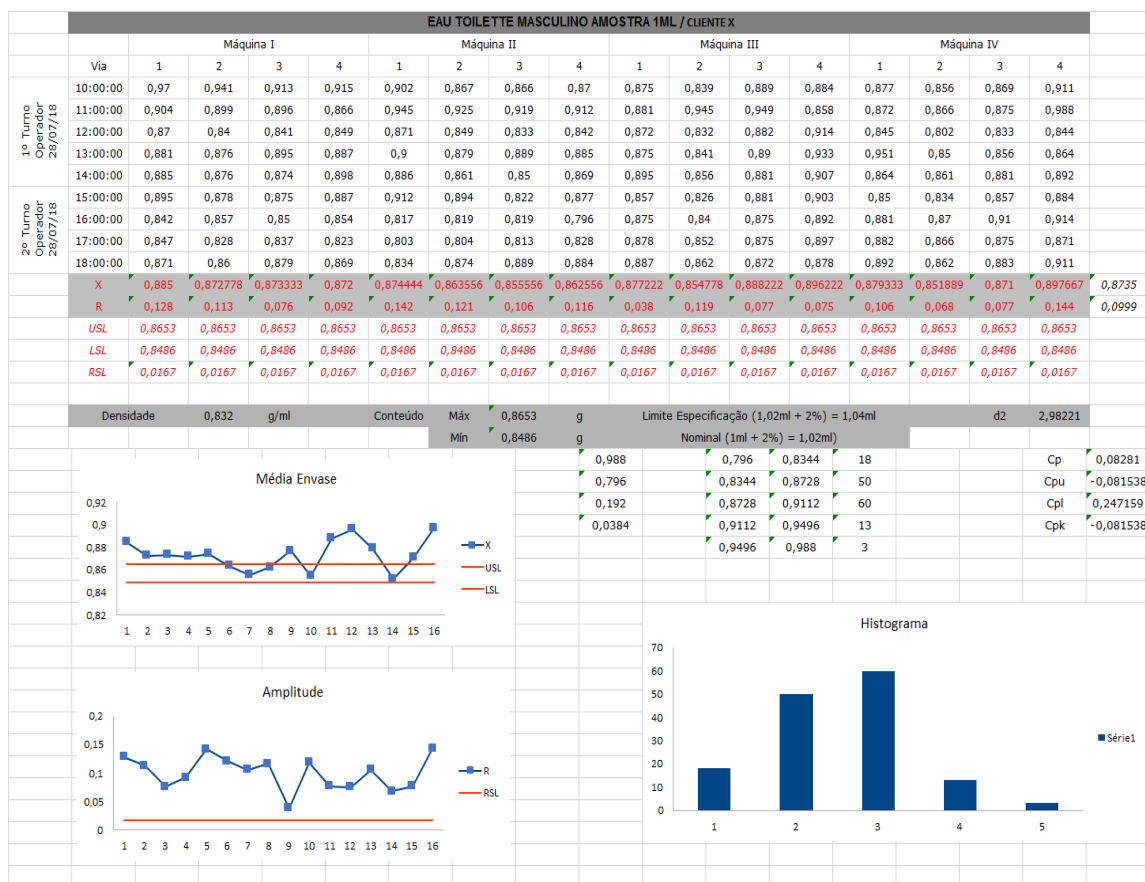 EAU TOILETTE MASCULINO AMOSTRA 1ML / CLIENTE X
Máquina I Máquina II Máquina III Máquina IV
Via 1 2 3 4 1 2 3 4 1 2 3 4 1 2 3 4
1º Turno
Operador
28/07/18
10:00:00 0,97 0,941 0,913 0,915 0,902 0,867 0,866 0,87 0,875 0,839 0,889 0,884 0,877 0,856 0,869 0,911
11:00:00 0,904 0,899 0,896 0,866 0,945 0,925 0,919 0,912 0,881 0,945 0,949 0,858 0,872 0,866 0,875 0,988
12:00:00 0,87 0,84 0,841 0,849 0,871 0,849 0,833 0,842 0,872 0,832 0,882 0,914 0,845 0,802 0,833 0,844
13:00:00 0,881 0,876 0,895 0,887 0,9 0,879 0,889 0,885 0,875 0,841 0,89 0,933 0,951 0,85 0,856 0,864
14:00:00 0,885 0,876 0,874 0,898 0,886 0,861 0,85 0,869 0,895 0,856 0,881 0,907 0,864 0,861 0,881 0,892
2º Turno
Operador
28/07/18
15:00:00 0,895 0,878 0,875 0,887 0,912 0,894 0,822 0,877 0,857 0,826 0,881 0,903 0,85 0,834 0,857 0,884
16:00:00 0,842 0,857 0,85 0,854 0,817 0,819 0,819 0,796 0,875 0,84 0,875 0,892 0,881 0,87 0,91 0,914
17:00:00 0,847 0,828 0,837 0,823 0,803 0,804 0,813 0,828 0,878 0,852 0,875 0,897 0,882 0,866 0,875 0,871
18:00:00 0,871 0,86 0,879 0,869 0,834 0,874 0,889 0,884 0,887 0,862 0,872 0,878 0,892 0,862 0,883 0,911
X 0,885 0,872778 0,873333 0,872 0,874444 0,863556 0,855556 0,862556 0,877222 0,854778 0,888222 0,896222 0,879333 0,851889 0,871 0,897667 0,8735
R 0,128 0,113 0,076 0,092 0,142 0,121 0,106 0,116 0,038 0,119 0,077 0,075 0,106 0,068 0,077 0,144 0,0999
USL 0,8653 0,8653 0,8653 0,8653 0,8653 0,8653 0,8653 0,8653 0,8653 0,8653 0,8653 0,8653 0,8653 0,8653 0,8653 0,8653
LSL 0,8486 0,8486 0,8486 0,8486 0,8486 0,8486 0,8486 0,8486 0,8486 0,8486 0,8486 0,8486 0,8486 0,8486 0,8486 0,8486
RSL 0,0167 0,0167 0,0167 0,0167 0,0167 0,0167 0,0167 0,0167 0,0167 0,0167 0,0167 0,0167 0,0167 0,0167 0,0167 0,0167
Densidade 0,832 g/ml Conteúdo Máx 0,8653 g Limite Especificação (1,02ml + 2%) = 1,04ml d2 2,98221
Mín 0,8486 g Nominal (1ml + 2%) = 1,02ml)
0,988 0,796 0,8344 18 Cp 0,08281
0,796 0,8344 0,8728 50 Cpu -0,081538
0,192 0,8728 0,9112 60 Cpl 0,247159
0,0384 0,9112 0,9496 13 Cpk -0,081538
0,9496 0,988 3
Média Envase
0,92
0,9
0,88
0,86
0,84
0,82
1 2 3 4 5 6 7 8 9 10 11 12 13 14 15 16
X
USL
LSL
Amplitude
0,2
0,15
0,1
0,05
0
1 2 3 4 5 6 7 8 9 10 11 12 13 14 15 16
R
RSL
Histograma
70
60
50
40
30
20
10
0
1 2 3 4 5
Série1